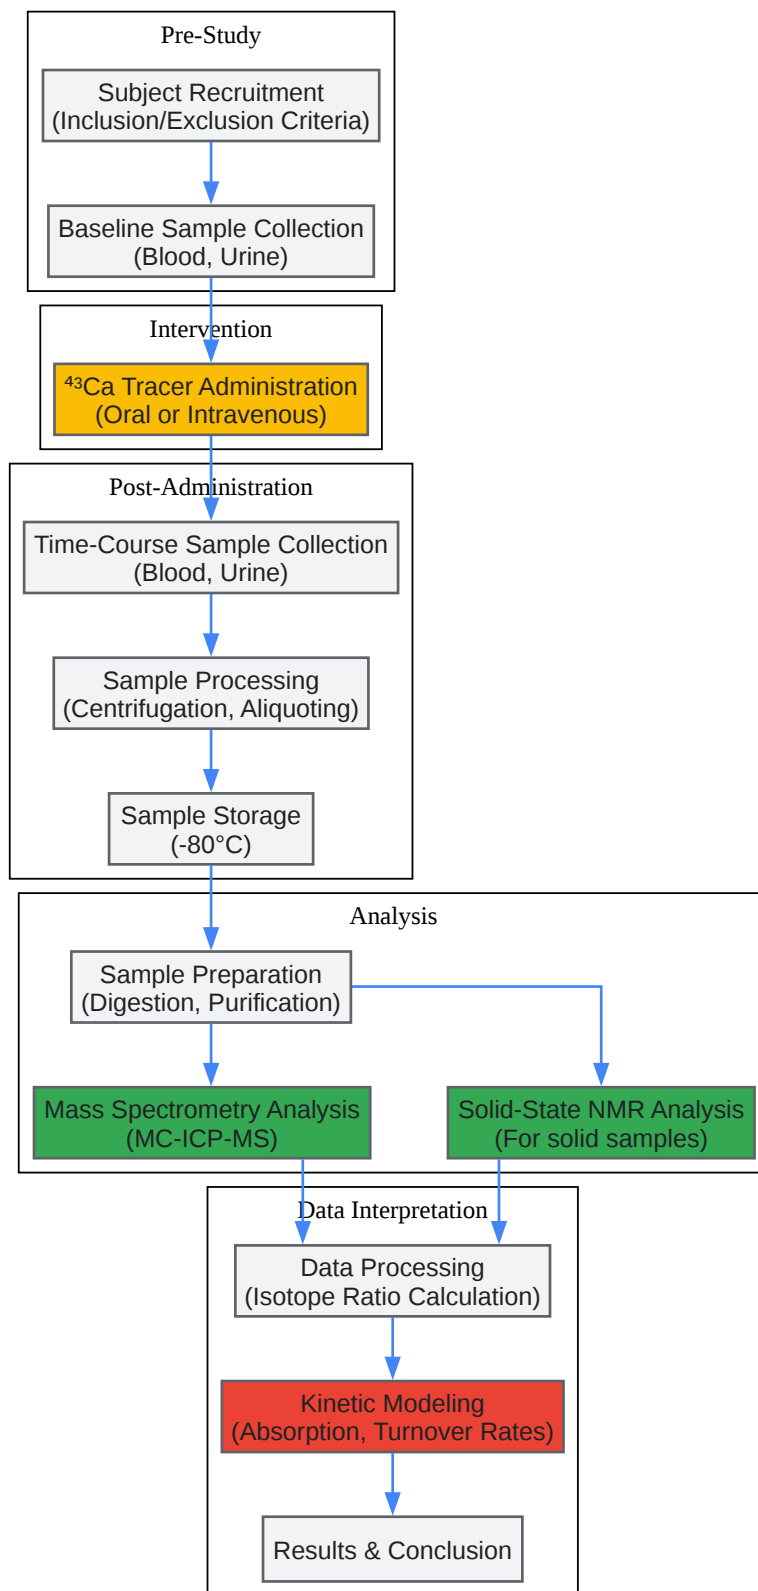 Pre-Study
Subject Recruitment
(Inclusion/Exclusion Criteria)
Baseline Sample Collection
(Blood, Urine)
Intervention
⁴³Ca Tracer Administration
(Oral or Intravenous)
Post-Administration
Time-Course Sample Collection
(Blood, Urine)
Sample Processing
(Centrifugation, Aliquoting)
Sample Storage
(-80°C)
Analysis
Sample Preparation
(Digestion, Purification)
Mass Spectrometry Analysis
(MC-ICP-MS)
Solid-State NMR Analysis
(For solid samples)
Data Interpretation
Data Processing
(Isotope Ratio Calculation)
Kinetic Modeling
(Absorption, Turnover Rates)
Results & Conclusion